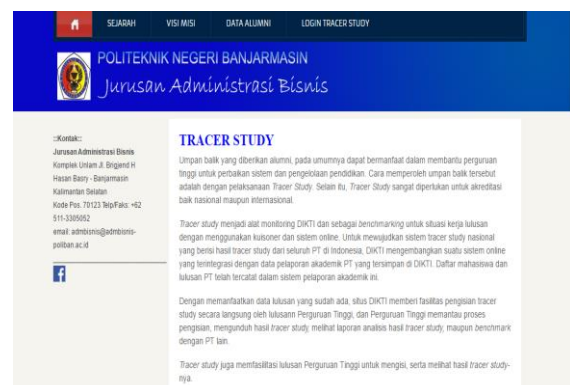 SEJARAH VISI MISI DATA ALUMNI LOGIN TRACER STUDY
POLITEKNIK NEGERI BANJARMASIN
Jurusan Administrasi Bisnis
::Kontak::
Jurusan Administrasi Bisnis
Komplek Unlam Jl. Brigjend H
Hasan Basry - Banjarmasin
Kalimantan Selatan
Kode Pos. 70123 Telp/Faks: +62
511-3305052
email: admbisnis@admbisnis-
poliban.ac.id
TRACER STUDY
Umpan balik yang diberikan alumni, pada umumnya dapat bermanfaat dalam membantu perguruan
tinggi untuk perbaikan sistem dan pengelolaan pendidikan. Cara memperoleh umpan balik tersebut
adalah dengan pelaksanaan Tracer Study. Selain itu, Tracer Study sangat diperlukan untuk akreditasi
baik nasional maupun internasional.
Tracer study menjadi alat monitoring DIKTI dan sebagai benchmarking untuk situasi kerja lulusan
dengan menggunakan kuisoner dan sistem online. Untuk mewujudkan sistem tracer study nasional
yang berisi hasil tracer study dari seluruh PT di Indonesia, DIKTI mengembangkan suatu sistem online
yang terintegrasi dengan data pelaporan akademik PT yang tersimpan di DIKTI. Daftar mahasiswa dan
lulusan PT telah tercatat dalam sistem pelaporan akademik ini.
Dengan memanfaatkan data lulusan yang sudah ada, situs DIKTI memberi fasilitas pengisian tracer
study secara langsung oleh lulusann Perguruan Tinggi, dan Perguruan Tinggi memantau proses
pengisian, mengunduh hasil tracer study, melihat laporan analisis hasil tracer study, maupun benchmark
dengan PT lain.
Tracer study juga memfasilitasi lulusan Perguruan Tinggi untuk mengisi, serta melihat hasil tracer study-
nya.